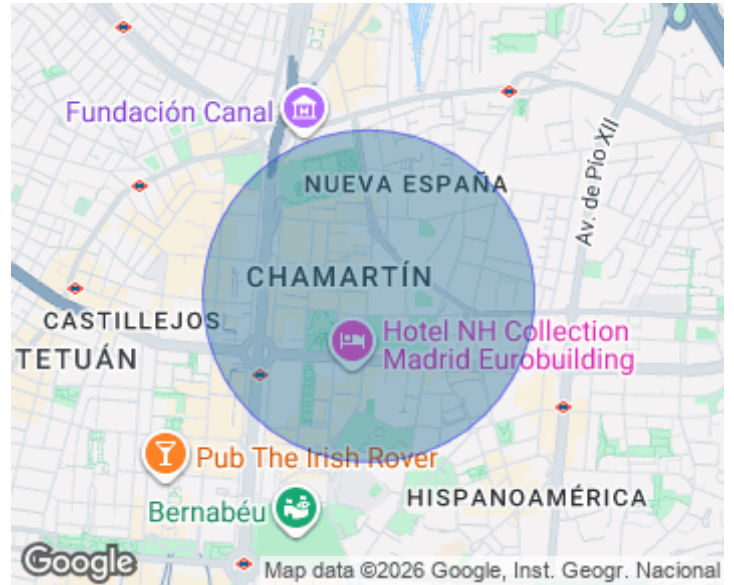 Fundación Canal
NUEVA ESPAÑA
Av. de Pío XII
CHAMARTÍN
CASTILLEJOS
TETUÁN
Hotel NH Collection
Madrid Eurobuilding
Pub The Irish Rover
HISPANOAMÉRICA
Bernabéu
Google
Map data ©2026 Google, Inst. Geogr. Nacional